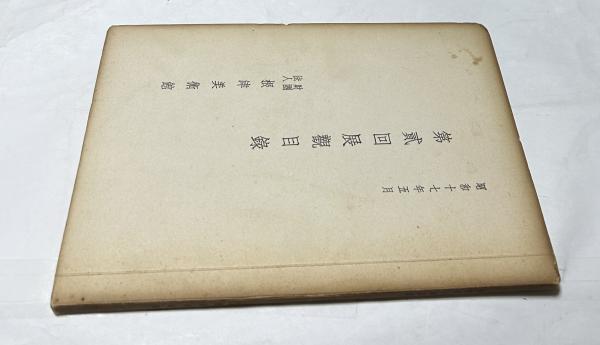 昭和十七年五月
第貳回展觀目錄
財團法人 根津美術館